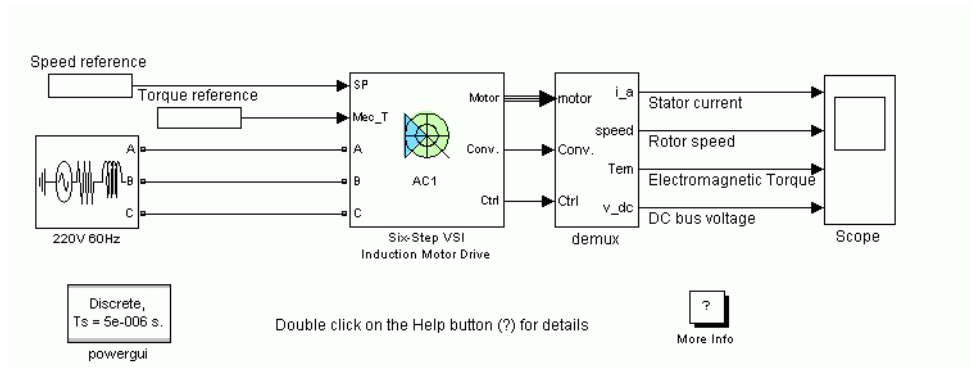 Speed reference
Torque reference
SP
Mec_T
A
B
C
Motor
Conv.
Ctrl
AC1
motor
Conv.
Ctrl
i_a
speed
Tem
v_dc
Stator current
Rotor speed
Electromagnetic Torque
DC bus voltage
A
B
C
220V 60Hz
Six-Step VSI
Induction Motor Drive
demux
Scope
Discrete,
Ts = 5e-006 s.
powergui
Double click on the Help button (?) for details
?
More Info